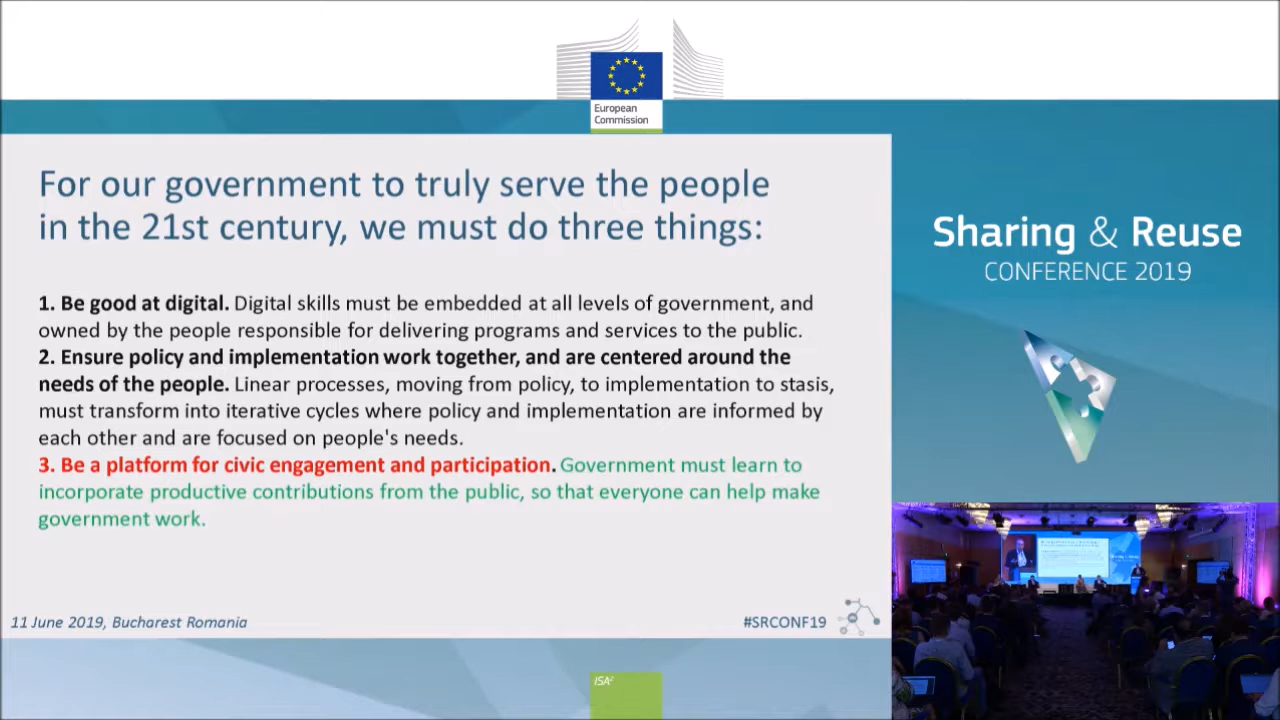 European
Commission
For our government to truly serve the people
in the 21st century, we must do three things:
1. Be good at digital. Digital skills must be embedded at all levels of government, and
owned by the people responsible for delivering programs and services to the public.
2. Ensure policy and implementation work together, and are centered around the
needs of the people. Linear processes, moving from policy, to implementation to stasis,
must transform into iterative cycles where policy and implementation are informed by
each other and are focused on people's needs.
3. Be a platform for civic engagement and participation. Government must learn to
incorporate productive contributions from the public, so that everyone can help make
government work.
11 June 2019, Bucharest Romania
#SRCONF19
ISA²
Sharing & Reuse
CONFERENCE 2019